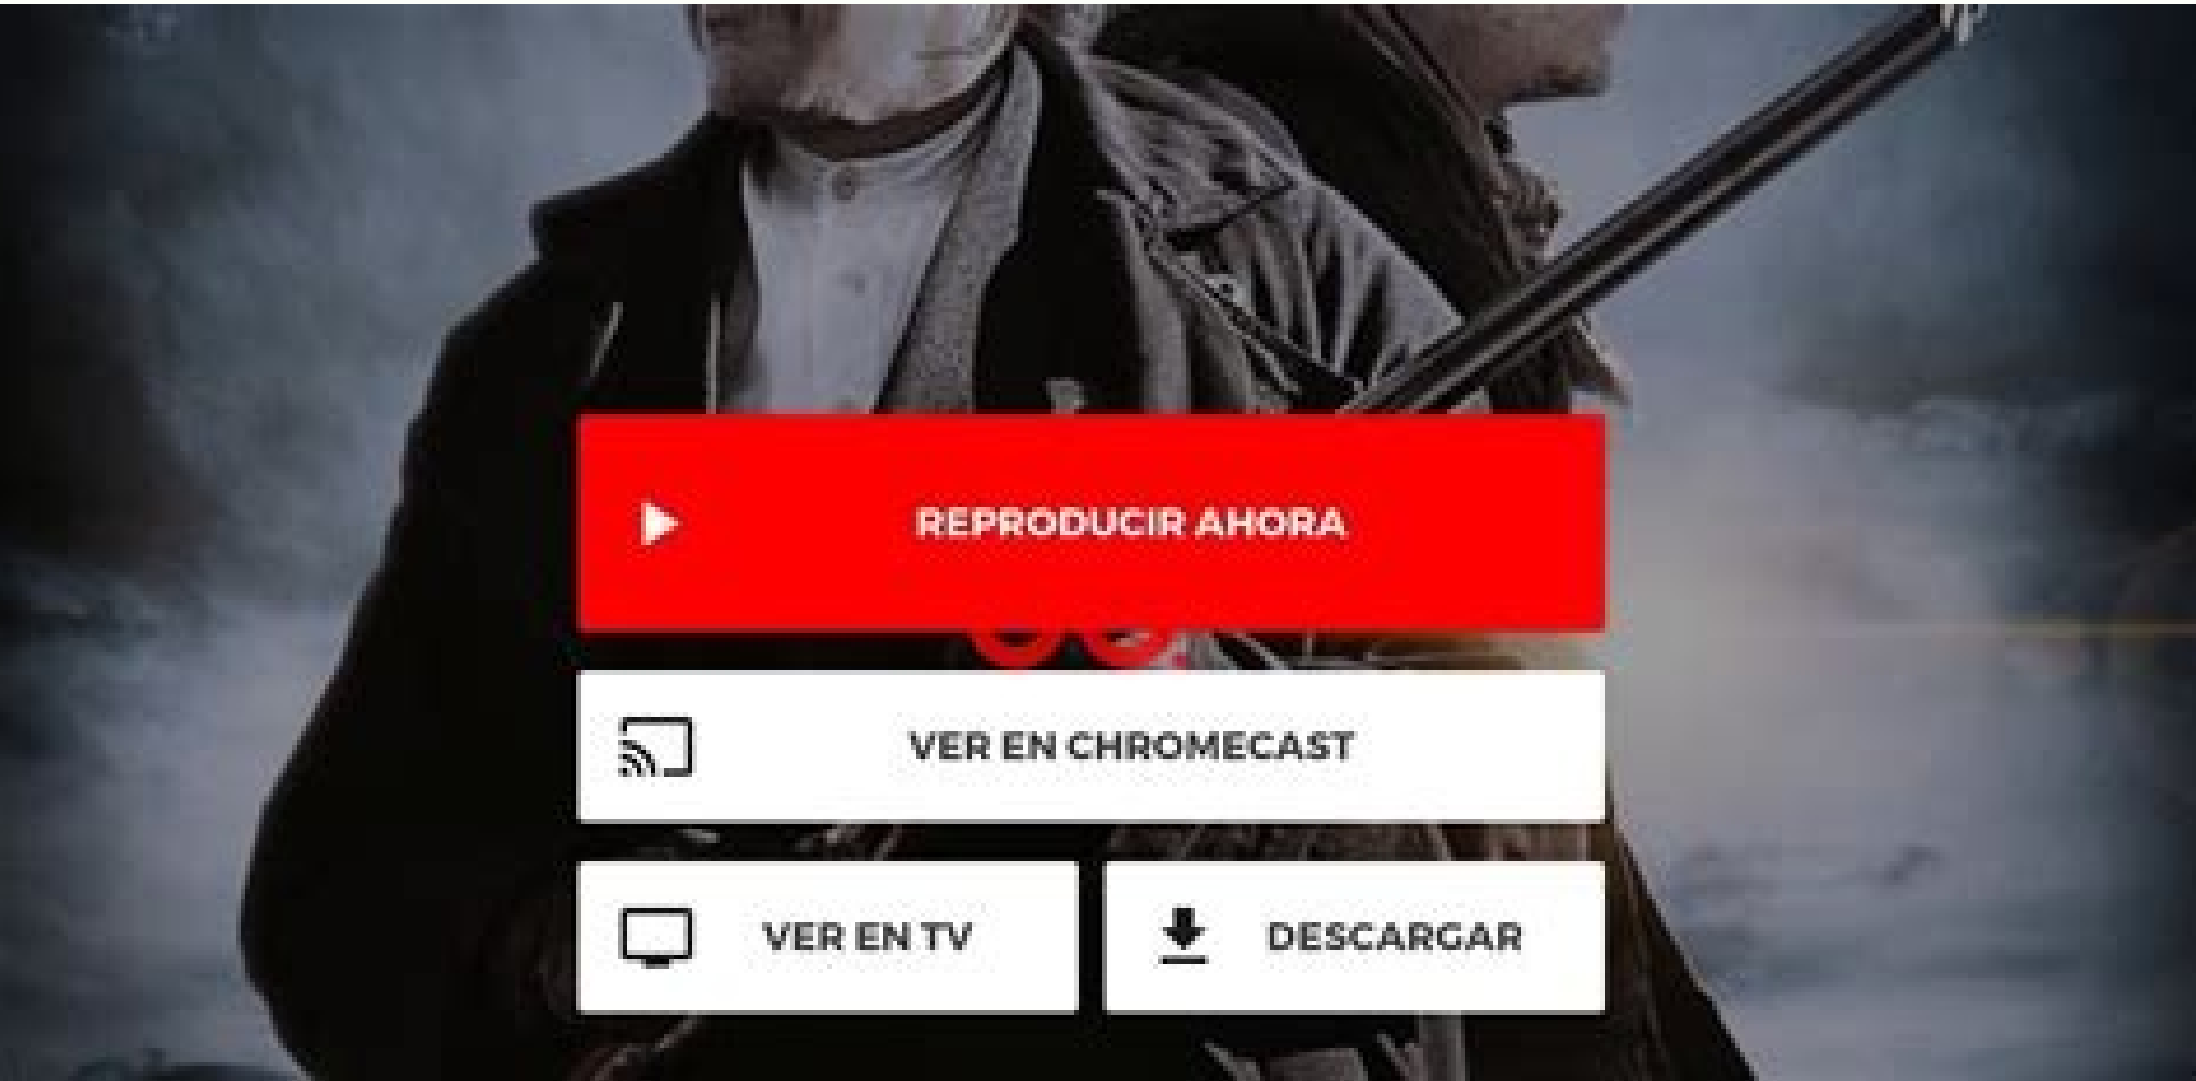 REPRODUCIR AHORA
VER EN CHROMECAST
VER EN TV
DESCARGAR